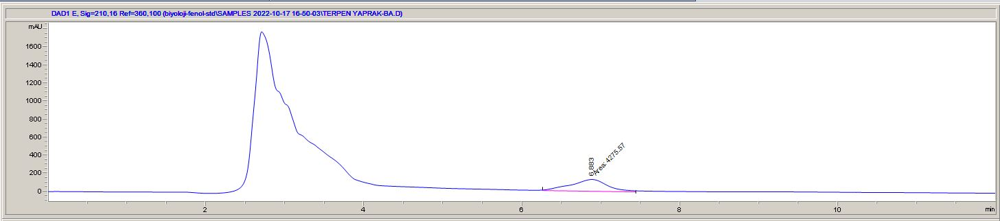 DAD1 E, Sig=210,16 Ref=360,100 (biyoloji-fenol-std\SAMPLES 2022-10-17 16-50-03\TERPEN YAPRAK-BA.D)
mAU
1600
1400
1200
1000
800
600
400
200
0
6.883
Area: 4275.57
2 4 6 8 10 min